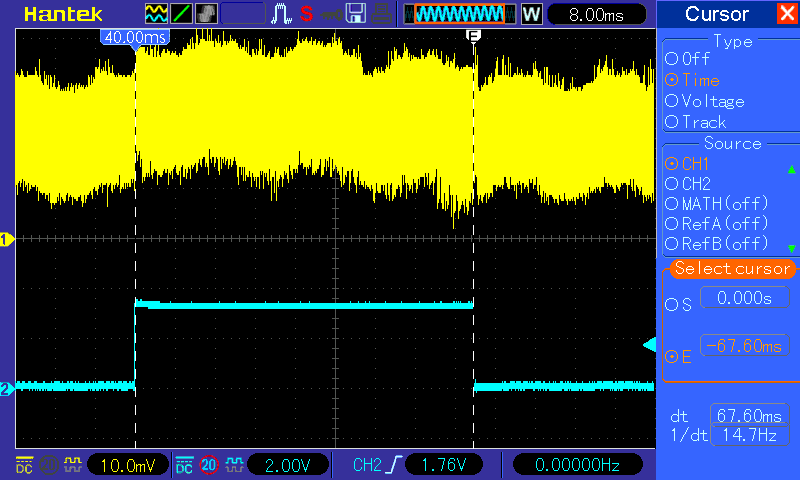 Hantek
S
W
8.00ms
Cursor
40.00ms
E
Type
Off
Time
Voltage
Track
Source
CH1
CH2
MATH(off)
RefA(off)
RefB(off)
Select cursor
S 0.000s
E -67.60ms
dt 67.60ms
1/dt 14.7Hz
1
2
DC 20 10.0mV DC 20 2.00V CH2 1.76V 0.00000Hz